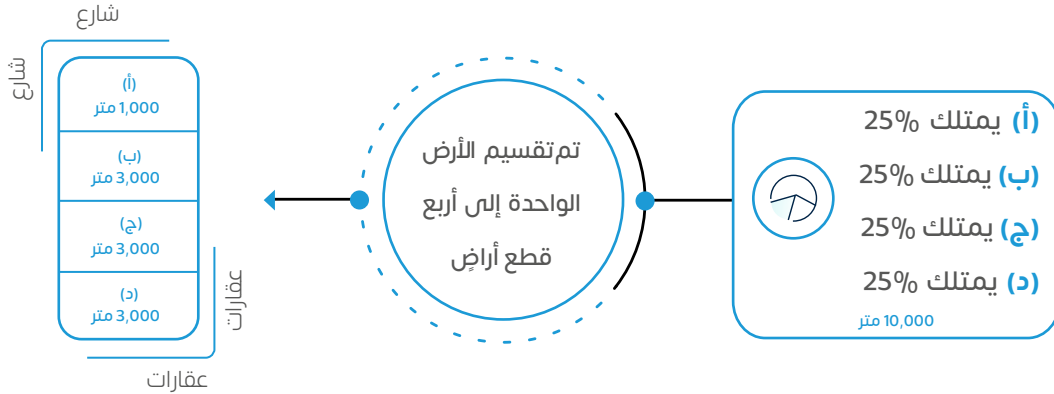 (أ) يمتلك 25%
(ب) يمتلك 25%
(ج) يمتلك 25%
(د) يمتلك 25%
10,000 متر
تم تقسيم الأرض
الواحدة إلى أربع
قطع أراضٍ
شارع
شارع
(أ)
1,000 متر
(ب)
3,000 متر
(ج)
3,000 متر
(د)
3,000 متر
عقارات
عقارات